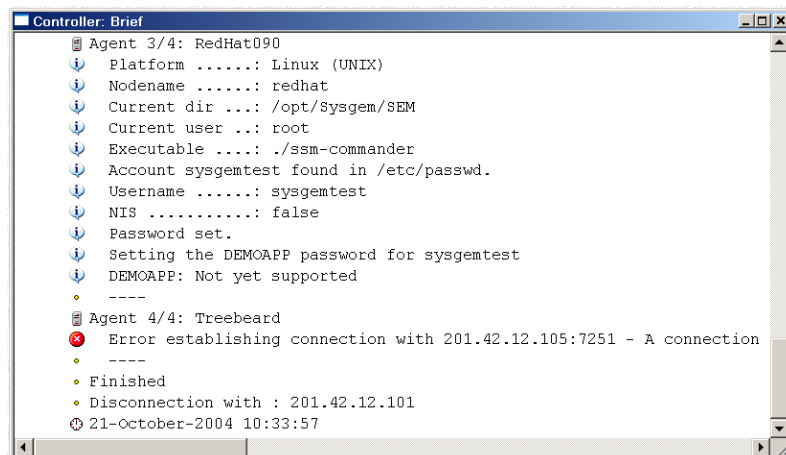 Controller: Brief
Agent 3/4: RedHat090
Platform ......: Linux (UNIX)
Nodename ......: redhat
Current dir ...: /opt/Sysgem/SEM
Current user ..: root
Executable ....: ./ssm-commander
Account sysgemtest found in /etc/passwd.
Username ......: sysgemtest
NIS ...........: false
Password set.
Setting the DEMOAPP password for sysgemtest
DEMOAPP: Not yet supported
----
Agent 4/4: Treebeard
Error establishing connection with 201.42.12.105:7251 - A connection
----
Finished
Disconnection with : 201.42.12.101
21-October-2004 10:33:57